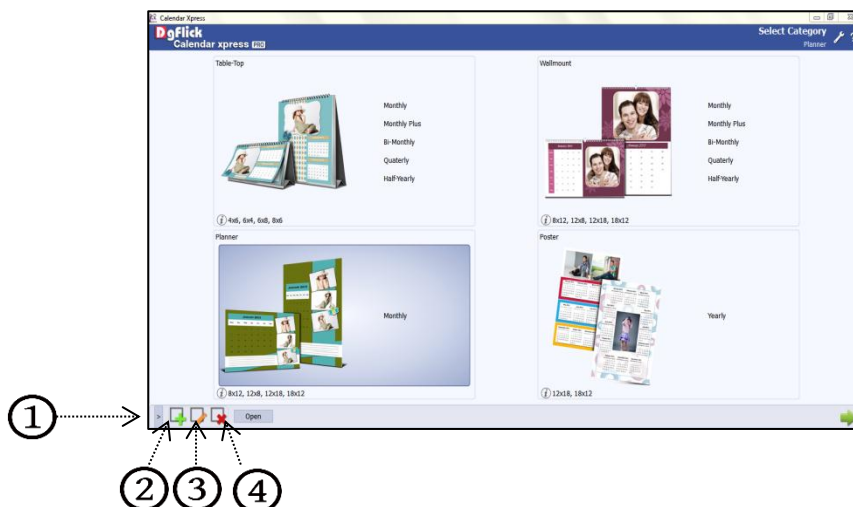 Calendar Xpress
DgFlick
Calendar xpress PRO
Select Category
Planner
Table-Top
Monthly
Monthly Plus
Bi-Monthly
Quaterly
Half-Yearly
4x6, 6x4, 6x8, 8x6
Wallmount
Monthly
Monthly Plus
Bi-Monthly
Quaterly
Half-Yearly
8x12, 12x8, 12x18, 18x12
Planner
Monthly
8x12, 12x8, 12x18, 18x12
Poster
Yearly
12x18, 18x12
1
> Open
2 3 4